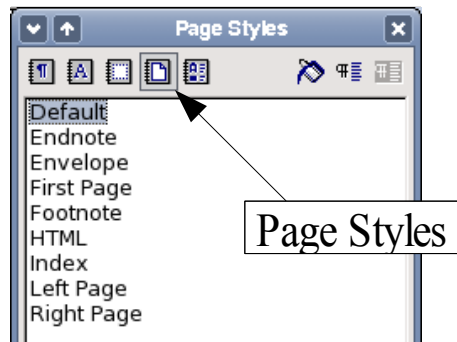 Page Styles
Default
Endnote
Envelope
First Page
Footnote
HTML
Index
Left Page
Right Page
Page Styles